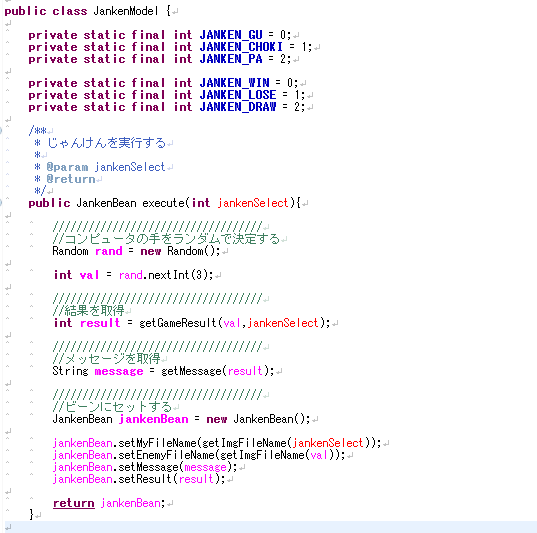 public class JankenModel {
private static final int JANKEN_GU = 0;
private static final int JANKEN_CHOKI = 1;
private static final int JANKEN_PA = 2;
private static final int JANKEN_WIN = 0;
private static final int JANKEN_LOSE = 1;
private static final int JANKEN_DRAW = 2;
/**
* じゃんけんを実行する
*
* @param jankenSelect
* @return
*/
public JankenBean execute(int jankenSelect){
///////////////////////////////////
//コンピュータの手をランダムで決定する
Random rand = new Random();
int val = rand.nextInt(3);
///////////////////////////////////
//結果を取得
int result = getGameResult(val,jankenSelect);
///////////////////////////////////
//メッセージを取得
String message = getMessage(result);
///////////////////////////////////
//ビーンにセットする
JankenBean jankenBean = new JankenBean();
jankenBean.setMyFileName(getImgFileName(jankenSelect));
jankenBean.setEnemyFileName(getImgFileName(val));
jankenBean.setMessage(message);
jankenBean.setResult(result);
return jankenBean;
}